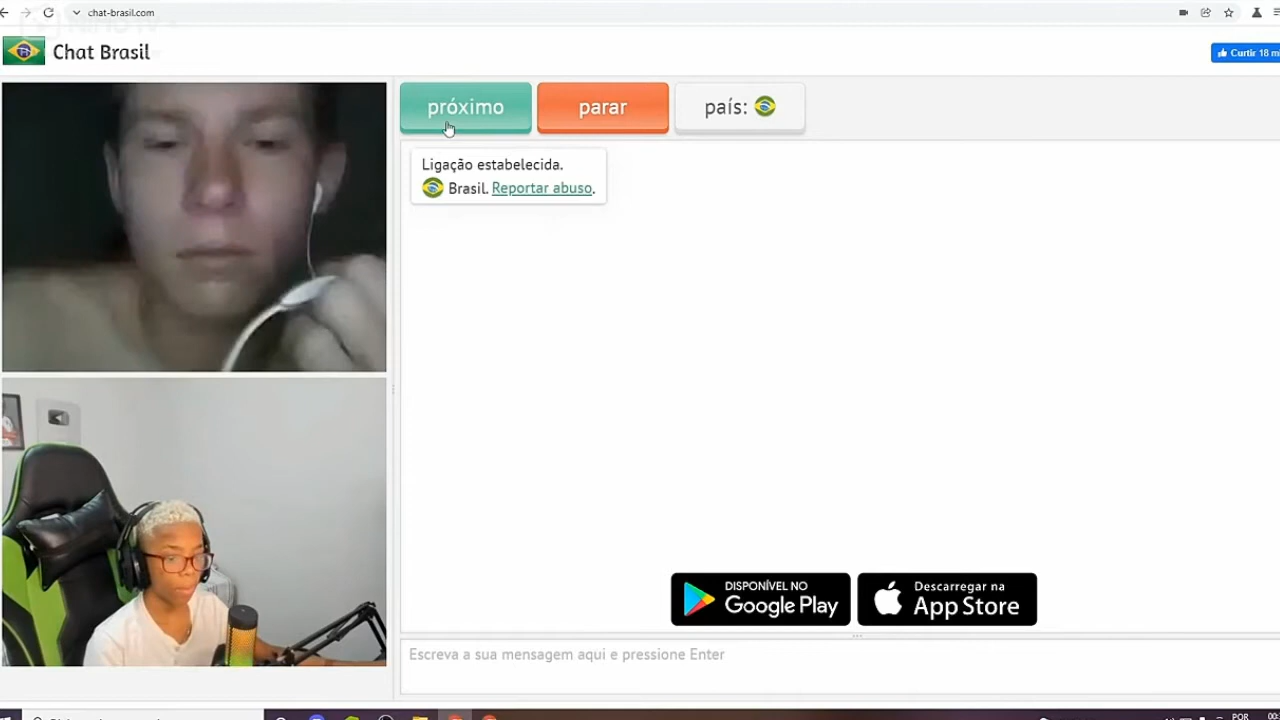 chat-brasil.com
Chat Brasil
Curtir 18 m
próximo
parar
país:
Ligação estabelecida.
Brasil. Reportar abuso.
DISPONÍVEL NO
Google Play
Descarregar na
App Store
Escreva a sua mensagem aqui e pressione Enter
POR